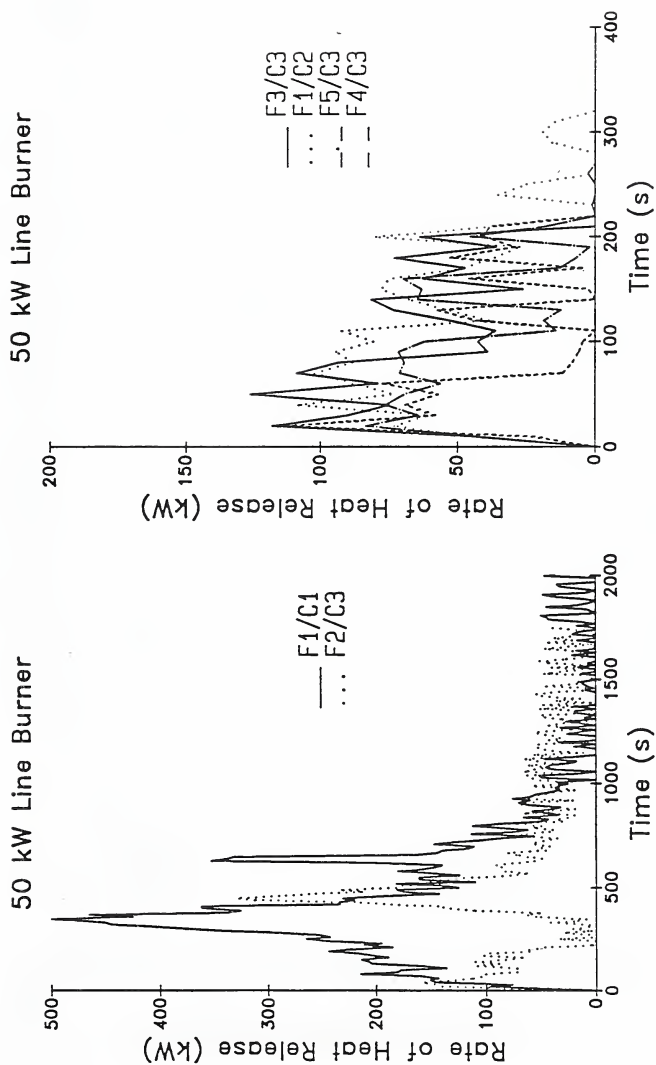 50 kW Line Burner
Rate of Heat Release (kW)
500
400
300
200
100
0
F1/C1
F2/C3
0
500
1000
1500
2000
Time (s)
50 kW Line Burner
Rate of Heat Release (kW)
200
150
100
50
0
F3/C3
F1/C2
F5/C3
F4/C3
0
100
200
300
400
Time (s)